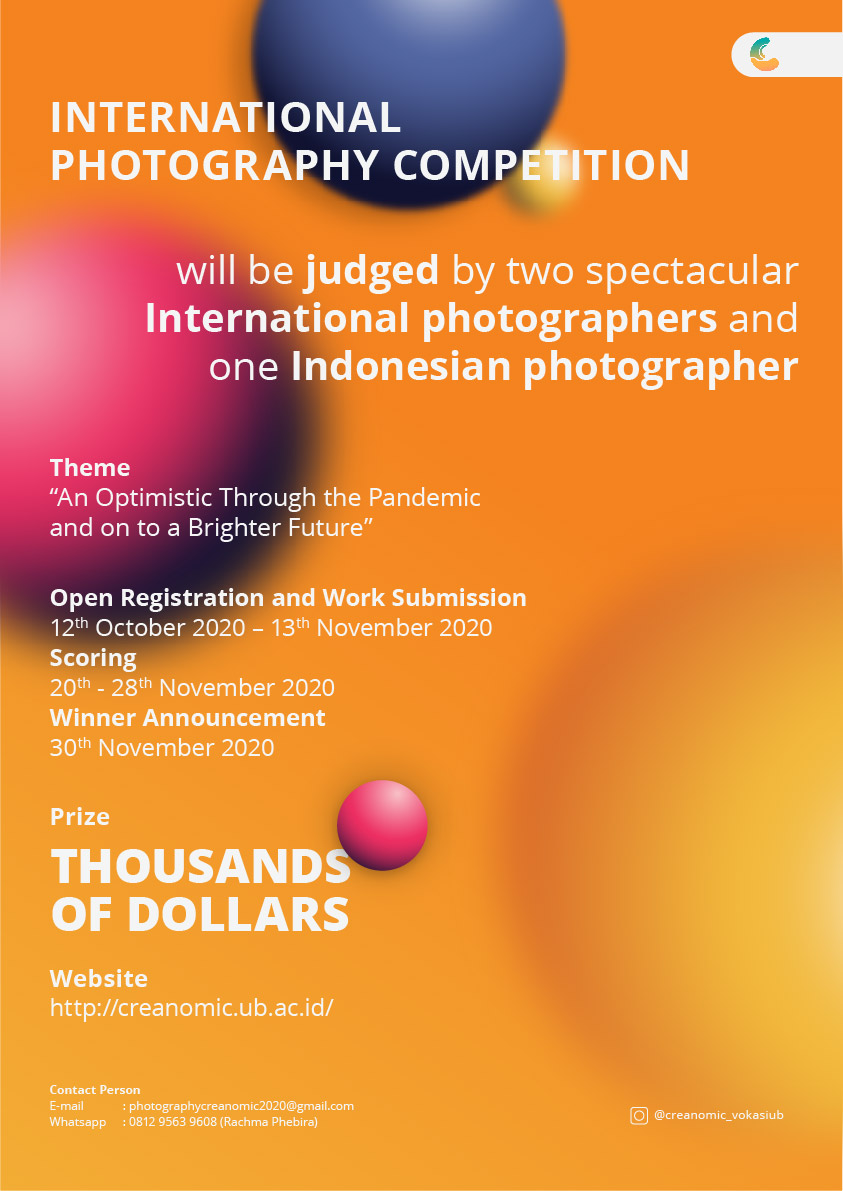 INTERNATIONAL
PHOTOGRAPHY COMPETITION
will be judged by two spectacular
International photographers and
one Indonesian photographer
Theme
“An Optimistic Through the Pandemic
and on to a Brighter Future”
Open Registration and Work Submission
12th October 2020 – 13th November 2020
Scoring
20th - 28th November 2020
Winner Announcement
30th November 2020
Prize
THOUSANDS
OF DOLLARS
Website
http://creanomic.ub.ac.id/
Contact Person
E-mail : photographycreanomic2020@gmail.com
Whatsapp : 0812 9563 9608 (Rachma Phebira)
@creanomic_vokasiub